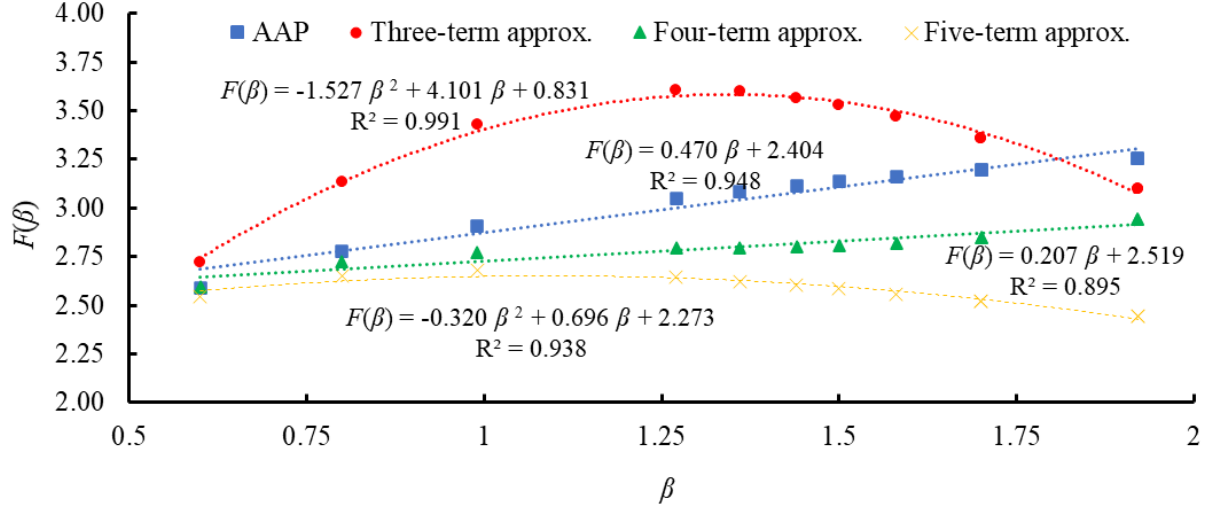 AAP Three-term approx. Four-term approx. Five-term approx.
4.00
3.75
3.50
3.25
3.00
2.75
2.50
2.25
2.00
F(β)
F(β) = -1.527 β ² + 4.101 β + 0.831
R² = 0.991
F(β) = 0.470 β + 2.404
R² = 0.948
F(β) = 0.207 β + 2.519
R² = 0.895
F(β) = -0.320 β ² + 0.696 β + 2.273
R² = 0.938
0.5 0.75 1 1.25 1.5 1.75 2
β